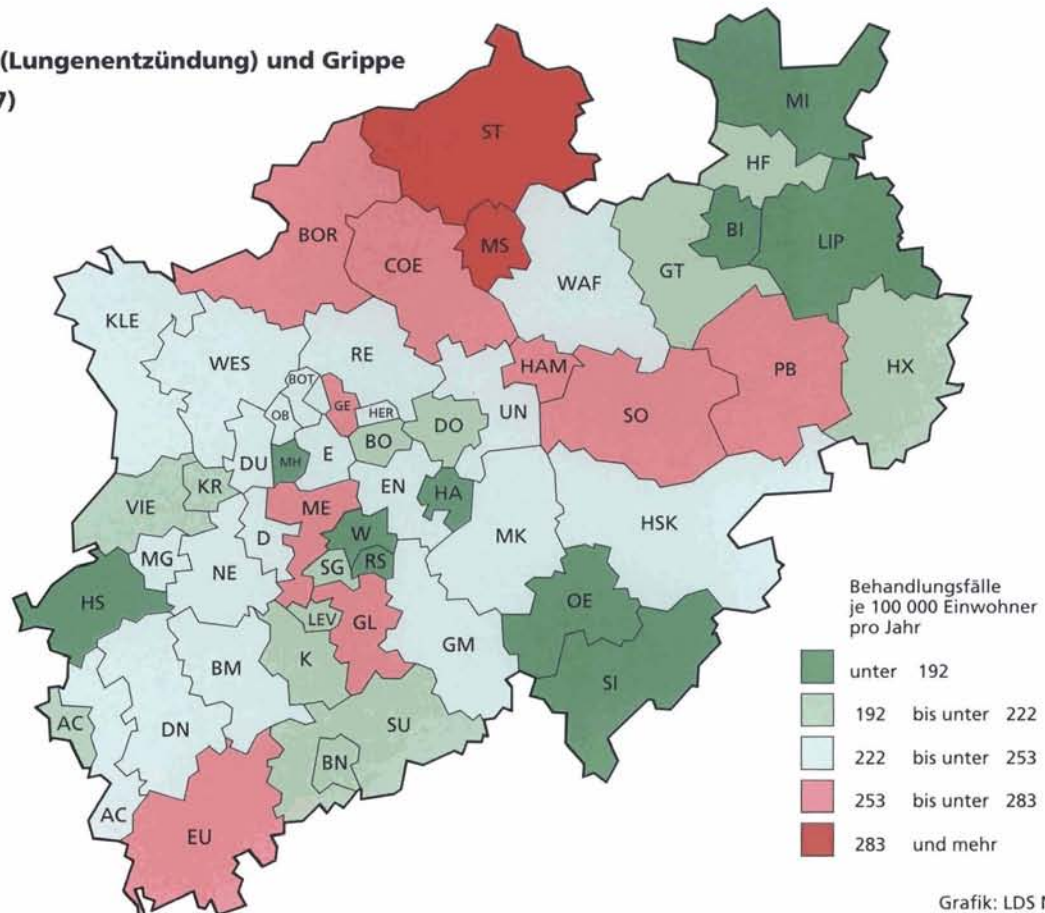 (Lungenentzündung) und Grippe
7)
MI
ST
HF
BI
LIP
BOR
MS
COE
GT
WAF
KLE
RE
WES
HAM
PB
HX
BOT
GE
OB
HER
UN
SO
DO
BO
E
DU
MH
KR
EN
HA
VIE
ME
HSK
W
MK
D
MG
RS
SG
NE
OE
HS
LEV
GL
K
GM
BM
SI
AC
DN
SU
BN
AC
EU
Behandlungsfälle
je 100 000 Einwohner
pro Jahr
unter 192
192 bis unter 222
222 bis unter 253
253 bis unter 283
283 und mehr
Grafik: LDS